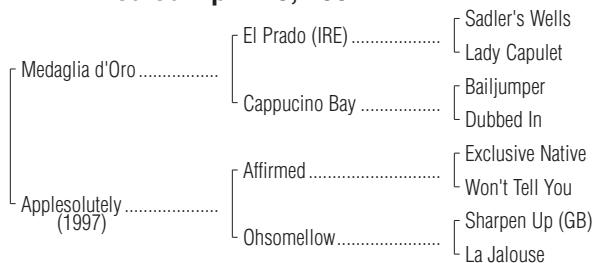 Sadler's Wells
El Prado (IRE) ....................
Lady Capulet
Medaglia d'Oro ..................
Bailjumper
Cappucino Bay ..................
Dubbed In
Exclusive Native
Affirmed ..............................
Won't Tell You
Applesolutely .....................
(1997)
Sharpen Up (GB)
Ohsomellow .......................
La Jalouse